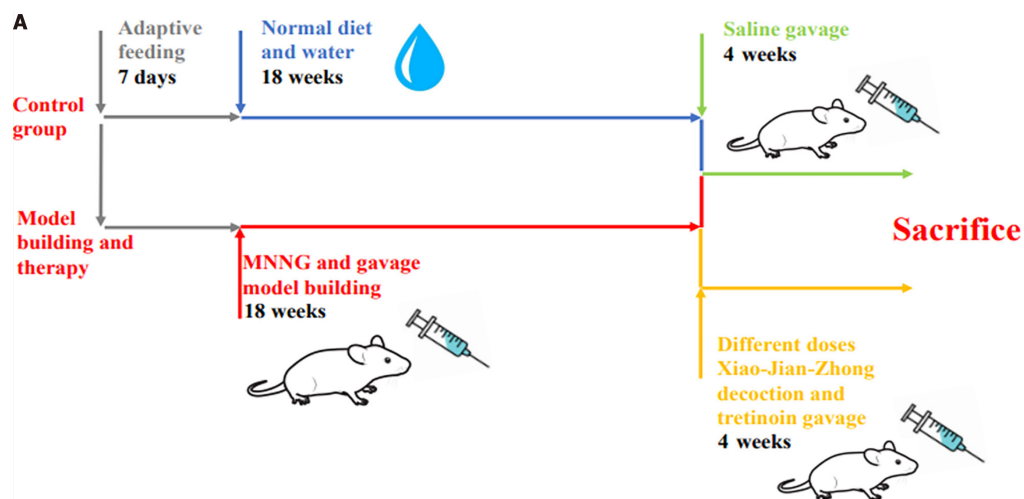 A
Adaptive
feeding
7 days
Normal diet
and water
18 weeks
Saline gavage
4 weeks
Control
group
Model
building and
therapy
MNNG and gavage
model building
18 weeks
Sacrifice
Different doses
Xiao-Jian-Zhong
decoction and
tretinoin gavage
4 weeks